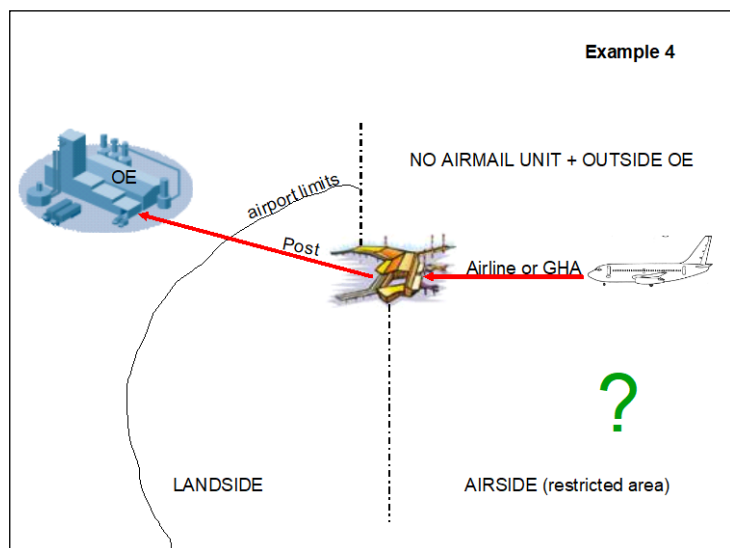 Example 4
NO AIRMAIL UNIT + OUTSIDE OE
OE
airport limits
Post
Airline or GHA
?
LANDSIDE
AIRSIDE (restricted area)